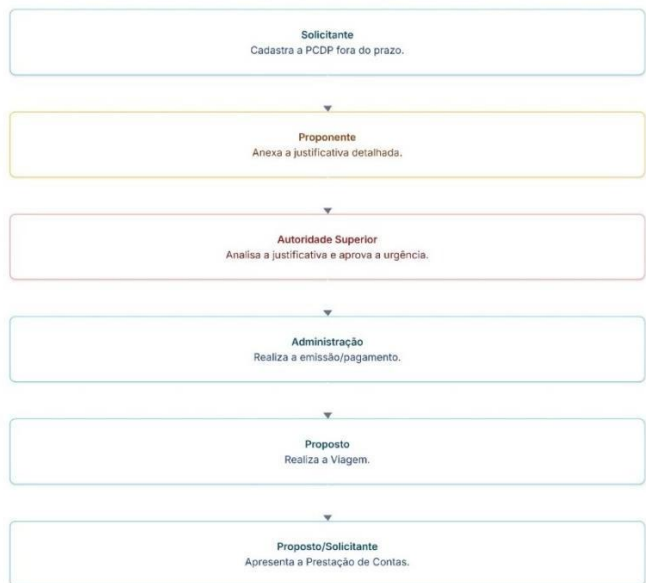 Solicitante
Cadastra a PCDP fora do prazo.
Proponente
Anexa a justificativa detalhada.
Autoridade Superior
Analisa a justificativa e aprova a urgência.
Administração
Realiza a emissão/pagamento.
Proposto
Realiza a Viagem.
Proposto/Solicitante
Apresenta a Prestação de Contas.